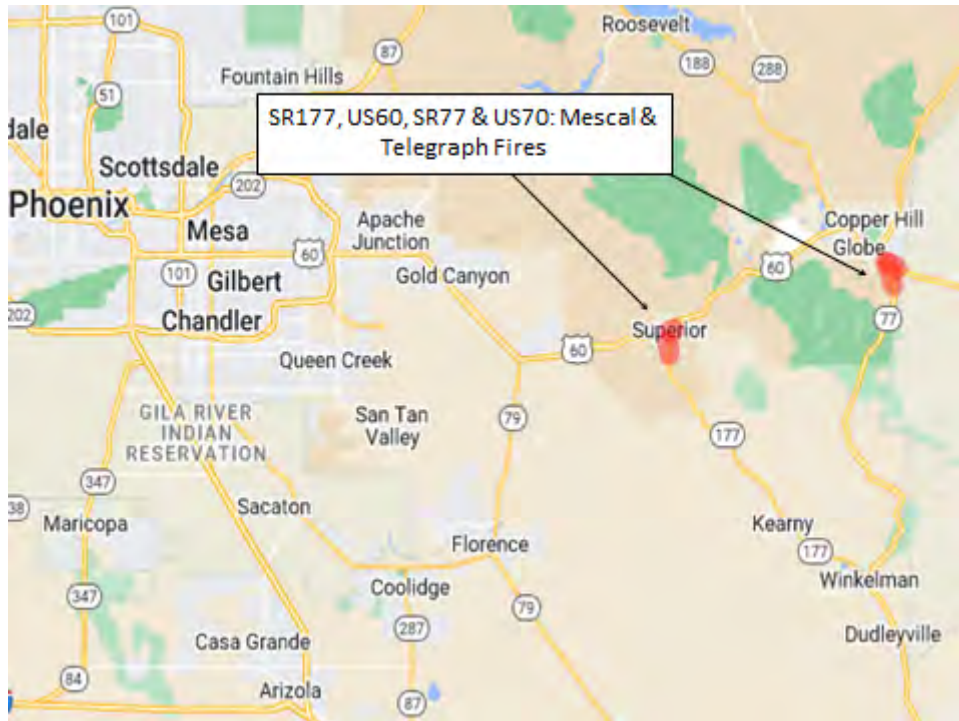 101
Roosevelt
87
188
288
51
Fountain Hills
SR177, US60, SR77 & US70: Mescal &
Telegraph Fires
dale
Scottsdale
202
Phoenix
Mesa
Apache
Junction
Copper Hill
Globe
60
101
Gilbert
Gold Canyon
60
202
Chandler
Superior
77
Queen Creek
60
GILA RIVER
INDIAN
RESERVATION
San Tan
Valley
79
177
347
38
Maricopa
Sacaton
Kearny
Florence
177
Winkelman
Coolidge
347
79
287
Dudleyville
Casa Grande
84
Arizola
87